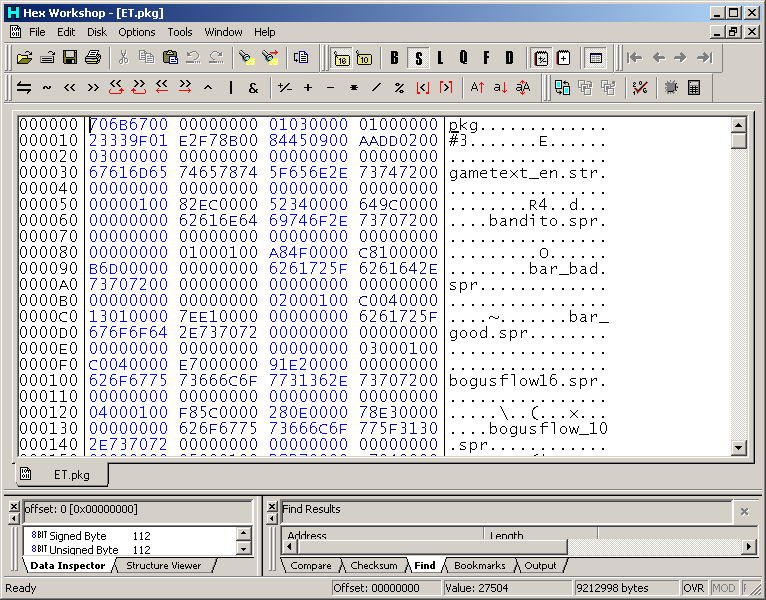 Hex Workshop - [ET.pkg]
File Edit Disk Options Tools Window Help
B S L Q F D
000000 706B6700 00000000 01030000 01000000 pkg.............
000010 23339F01 E2F78B00 84450900 AADD0200 #3.......E......
000020 03000000 00000000 00000000 00000000 ................
000030 67616D65 74657874 5F656E2E 73747200 gametext_en.str.
000040 00000000 00000000 00000000 00000000 ................
000050 00000100 82EC0000 52340000 649C0000 ........R4..d...
000060 00000000 62616E64 69746F2E 73707200 ....bandito.spr.
000070 00000000 00000000 00000000 00000000 ................
000080 00000000 01000100 A84F0000 C8100000 .........O......
000090 B6D00000 00000000 6261725F 6261642E ........bar_bad.
0000A0 73707200 00000000 00000000 00000000 spr.............
0000B0 00000000 00000000 02000100 C0040000 ................
0000C0 13010000 7EE10000 00000000 6261725F ....~.......bar_
0000D0 676F6F64 2E737072 00000000 00000000 good.spr........
0000E0 00000000 00000000 00000000 03000100 ................
0000F0 C0040000 E7000000 91E20000 00000000 ................
000100 626F6775 73666C6F 7731362E 73707200 bogusflow16.spr.
000110 00000000 00000000 00000000 00000000 ................
000120 04000100 F85C0000 280E0000 78E30000 .....\..(...x...
000130 00000000 626F6775 73666C6F 775F3130 ....bogusflow_10
000140 2E737072 00000000 00000000 00000000 .spr............
ET.pkg
offset: 0 [0x00000000]
8BIT Signed Byte 112
8BIT Unsigned Byte 112
Data Inspector Structure Viewer
Find Results
Address Length
Compare Checksum Find Bookmarks Output
Ready Offset: 00000000 Value: 27504 9212998 bytes OVR MOD